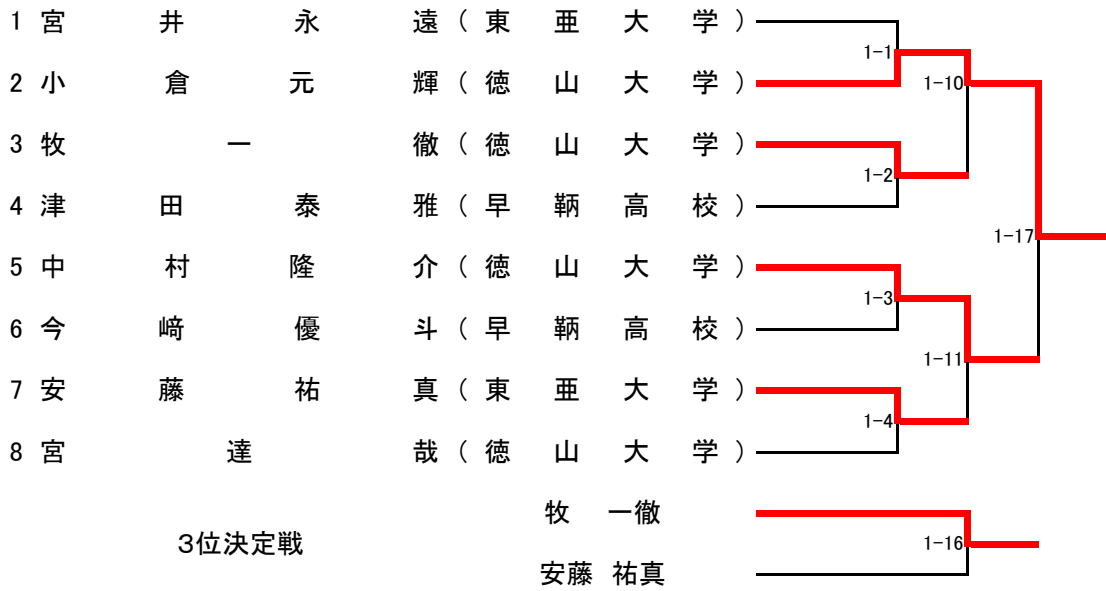 1 宮井永遠（東亜大学）
1-1
2 小倉元輝（徳山大学）
1-10
3 牧一徹（徳山大学）
1-2
4 津田泰雅（早鞆高校）
1-17
5 中村隆介（徳山大学）
1-3
6 今﨑優斗（早鞆高校）
1-11
7 安藤祐真（東亜大学）
1-4
8 宮達哉（徳山大学）
牧 一徹
3位決定戦
1-16
安藤 祐真